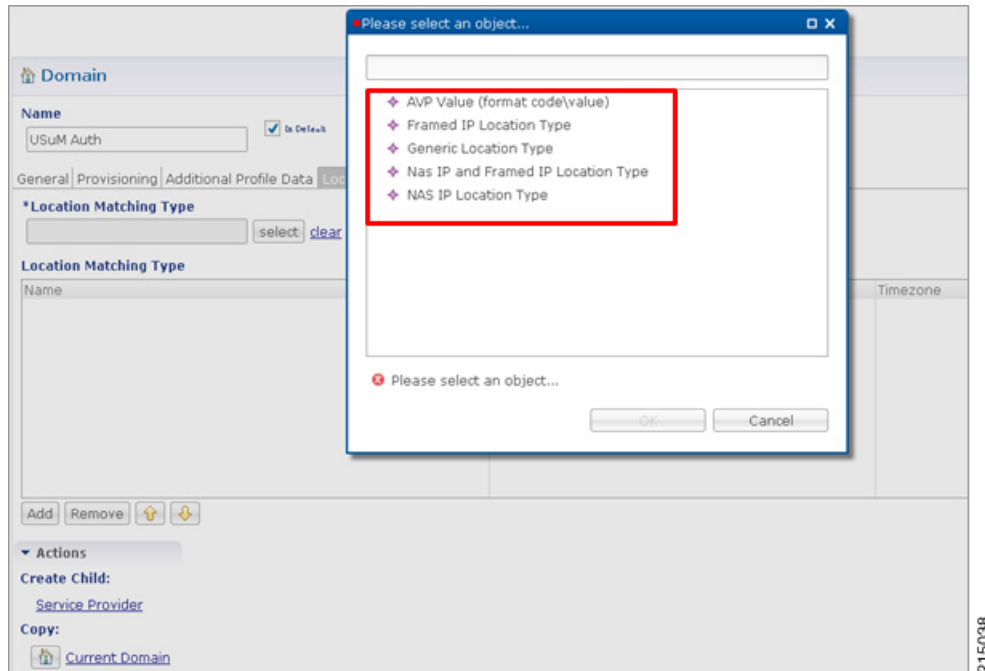 Please select an object...
Domain
Name
USuM Auth
Is Default
General Provisioning Additional Profile Data
*Location Matching Type
select clear
Location Matching Type
Name
Timezone
AVP Value (format code\value)
Framed IP Location Type
Generic Location Type
Nas IP and Framed IP Location Type
NAS IP Location Type
Please select an object...
OK Cancel
Add Remove
Actions
Create Child:
Service Provider
Copy:
Current Domain